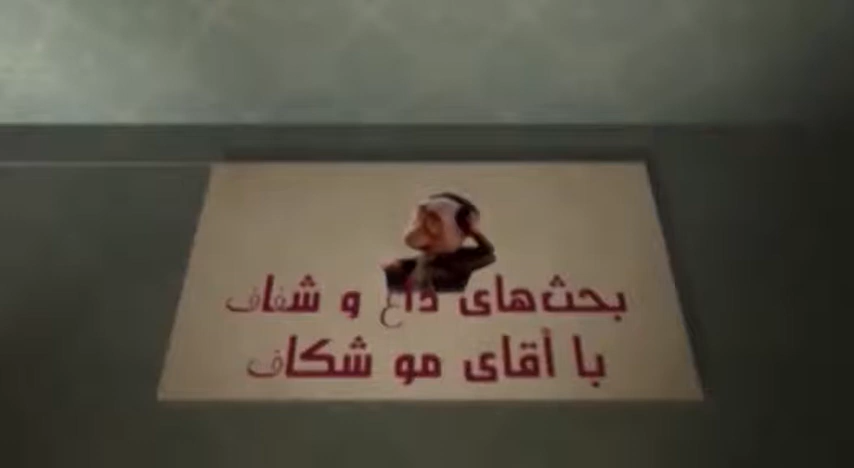 بحث‌های داغ و شفاف
با آقای مو شکاف